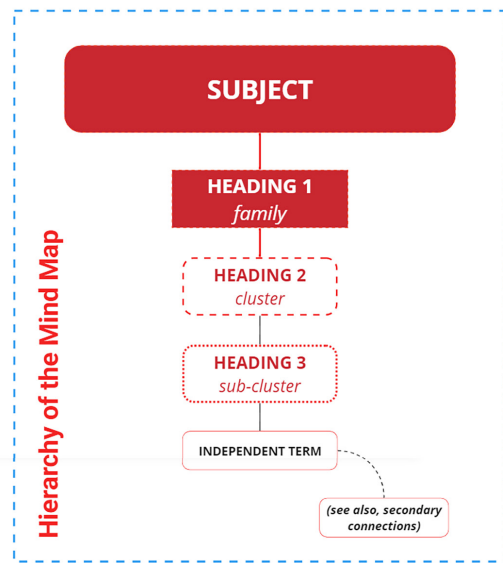 SUBJECT
HEADING 1
family
HEADING 2
cluster
HEADING 3
sub-cluster
INDEPENDENT TERM
(see also, secondary
connections)
Hierarchy of the Mind Map